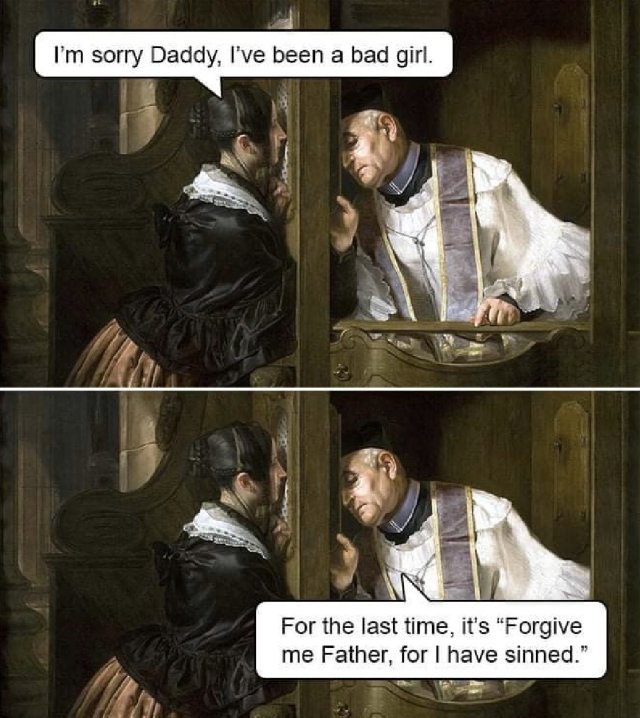 I'm sorry Daddy, I've been a bad girl.
For the last time, it's “Forgive
me Father, for I have sinned.”